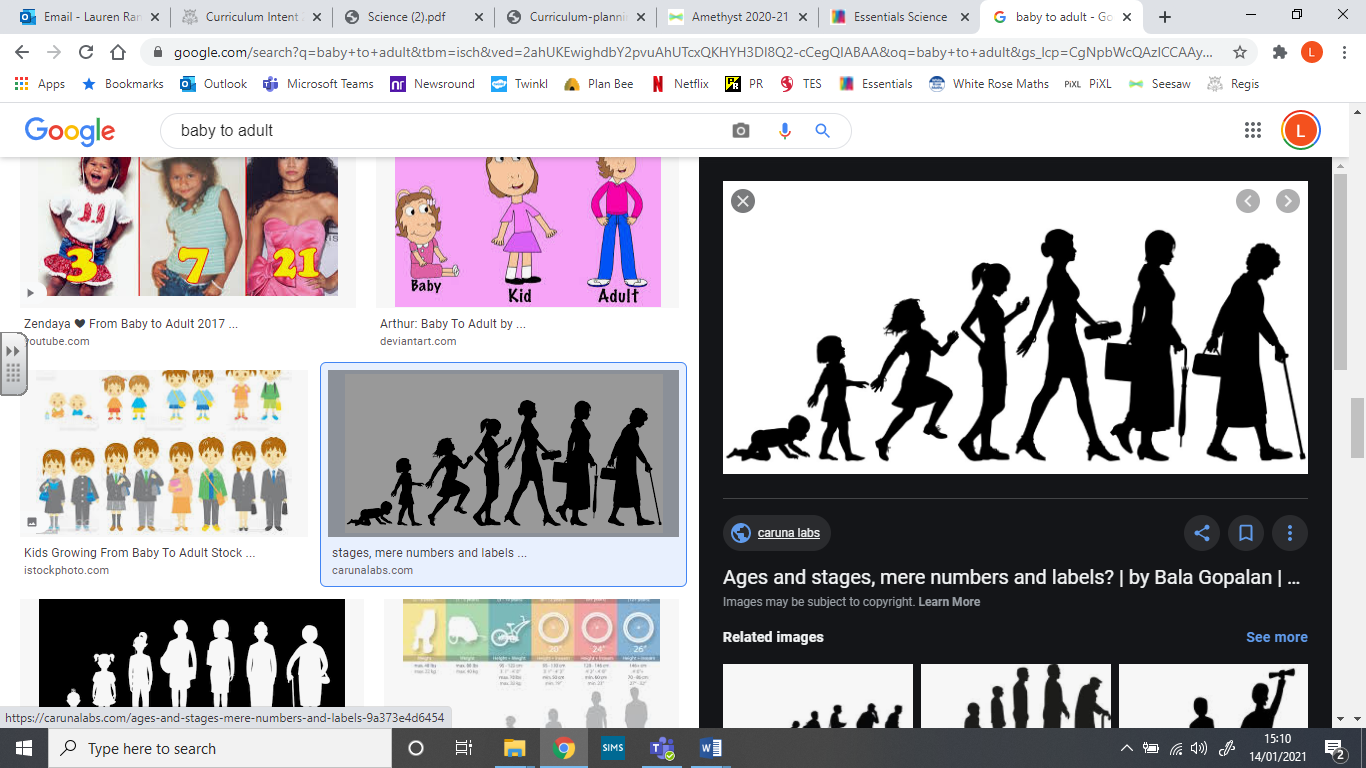 Email - Lauren Ran
Curriculum Intent
Science (2).pdf
Curriculum-plannin
Amethyst 2020-21
Essentials Science
baby to adult - Go
google.com/search?q=baby+to+adult&tbm=isch&ved=2ahUKEwighdbY2pvuAhUTcxQKHYH3DI8Q2-cCegQIABAA&oq=baby+to+adult&gs_lcp=CgNpbWcQAzICCAAy...
L
Apps
Bookmarks
Outlook
Microsoft Teams
nr Newsround
Twinkl
Plan Bee
N Netflix
PR
TES
Essentials
White Rose Maths
PiXL PiXL
Seesaw
Regis
Google
baby to adult
L
3 7 21
Baby Kid Adult
Zendaya ❤ From Baby to Adult 2017 ...
youtube.com
Arthur: Baby To Adult by ...
deviantart.com
Kids Growing From Baby To Adult Stock ...
istockphoto.com
stages, mere numbers and labels ...
carunalabs.com
20" 24" 26"
caruna labs
Ages and stages, mere numbers and labels? | by Bala Gopalan | ...
Images may be subject to copyright. Learn More
Related images
See more
https://carunalabs.com/ages-and-stages-mere-numbers-and-labels-9a373e4d6454
Type here to search
SIMS
15:10
14/01/2021
2